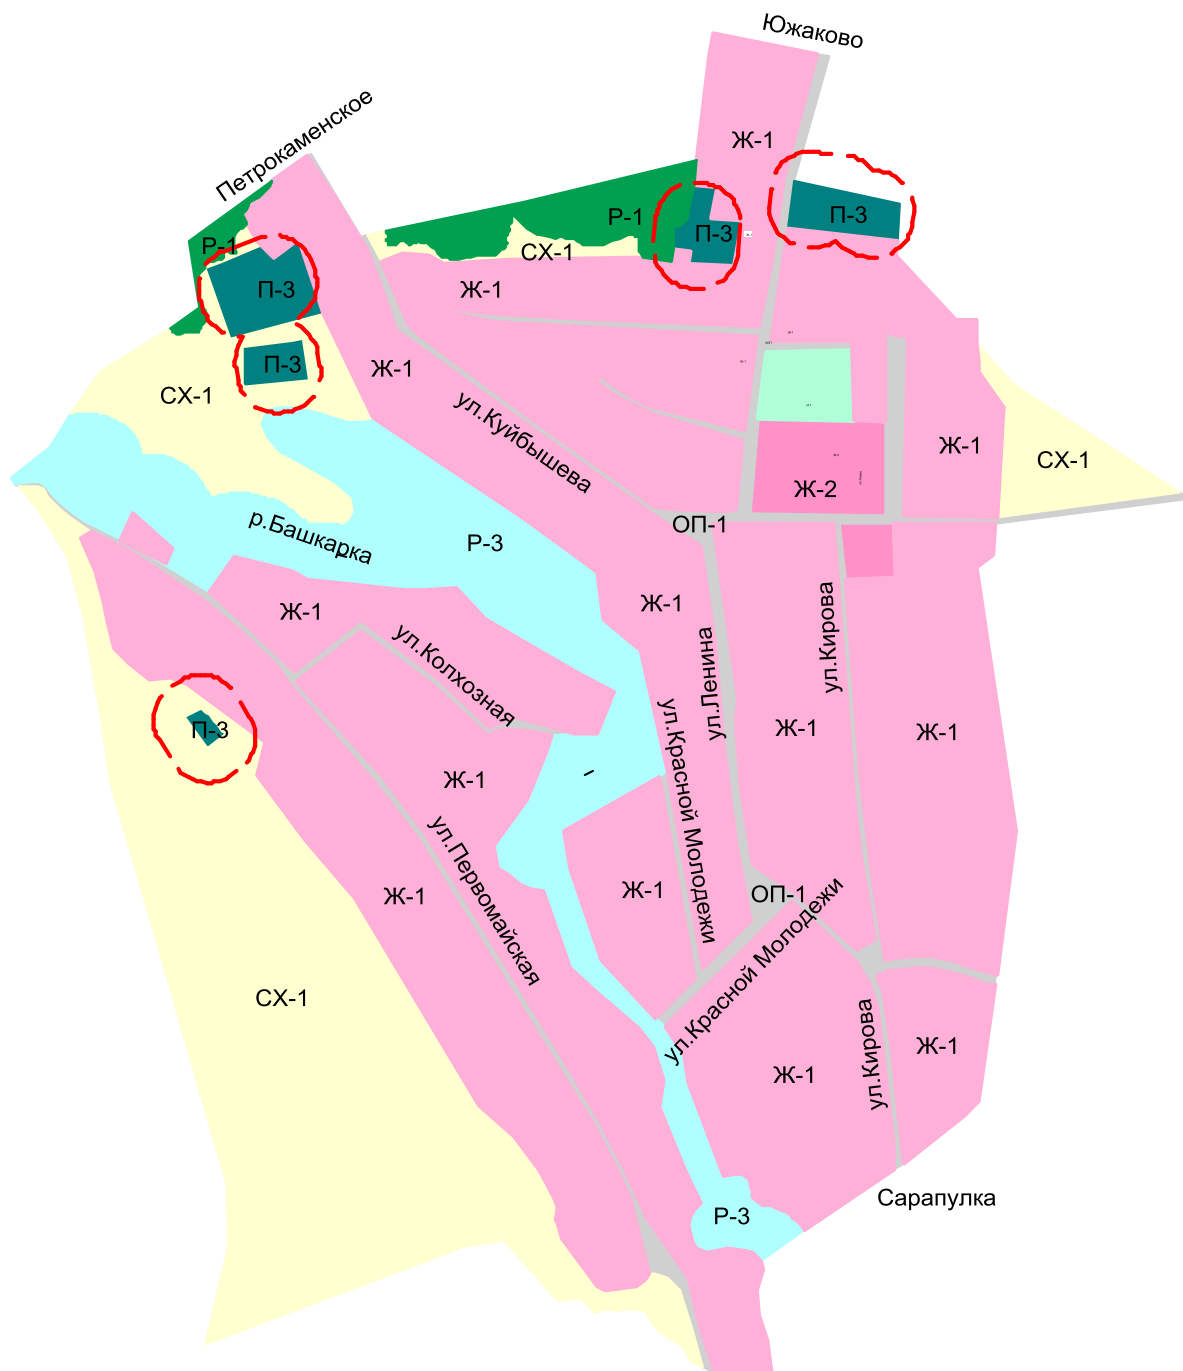 Южаково
Петрокаменское
Ж-1
Р-1
П-3
П-3
Р-1
СХ-1
П-3
Ж-1
П-3
Ж-1
СХ-1
ул.Куйбышева
Ж-1
СХ-1
Ж-2
ОП-1
р.Башкарка
Р-3
Ж-1
Ж-1
ул.Колхозная
ул.Ленина
ул.Кирова
П-3
ул.Красной Молодежи
Ж-1
Ж-1
Ж-1
ул.Первомайская
Ж-1
Ж-1
ОП-1
ул.Красной Молодежи
СХ-1
ул.Кирова
Ж-1
Ж-1
Сарапулка
Р-3